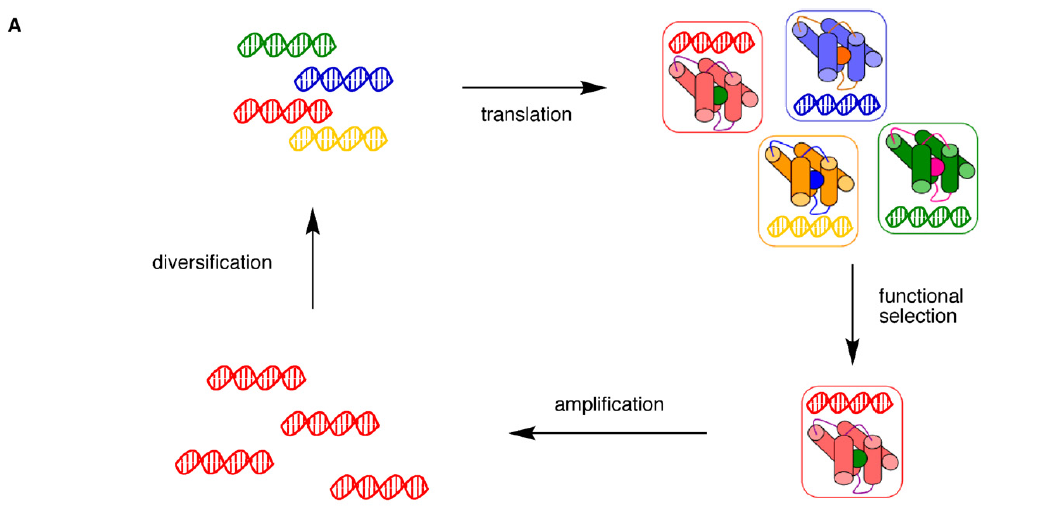 A
translation
diversification
functional
selection
amplification